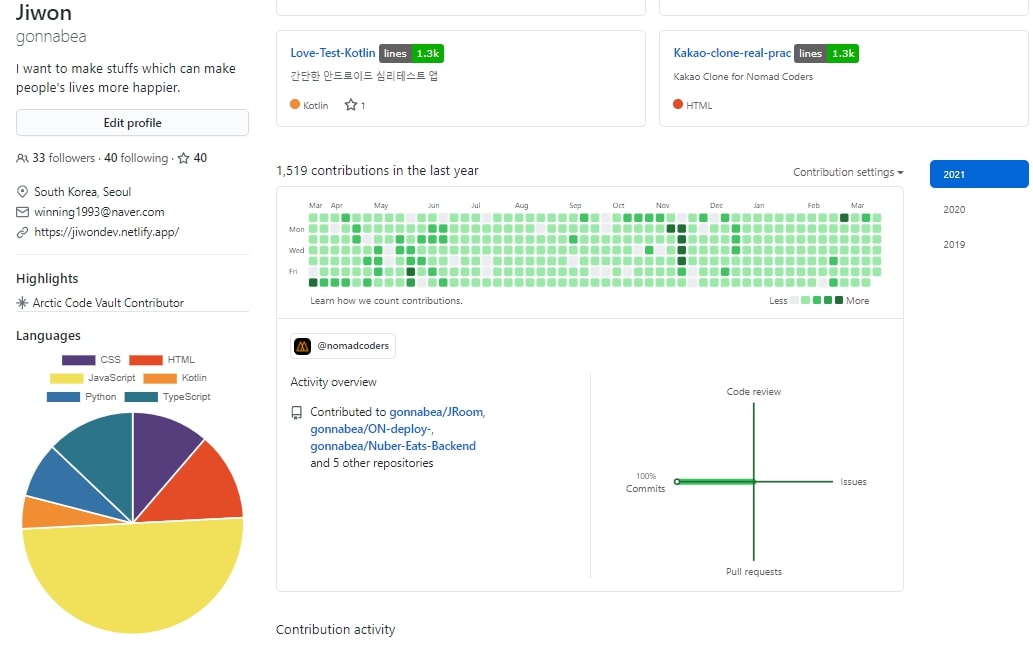 Jiwon
gonnabea
I want to make stuffs which can make
people's lives more happier.
Edit profile
33 followers · 40 following · 40
South Korea, Seoul
winning1993@naver.com
https://jiwondev.netlify.app/
Highlights
Arctic Code Vault Contributor
Languages
CSS HTML
JavaScript Kotlin
Python TypeScript
Love-Test-Kotlin lines 1.3k
간단한 안드로이드 심리테스트 앱
Kotlin 1
Kakao-clone-real-prac lines 1.3k
Kakao Clone for Nomad Coders
HTML
1,519 contributions in the last year
Contribution settings
Mar Apr May Jun Jul Aug Sep Oct Nov Dec Jan Feb Mar
Mon
Wed
Fri
Learn how we count contributions.
Less More
@nomadcoders
Activity overview
Contributed to gonnabea/JRoom,
gonnabea/ON-deploy-,
gonnabea/Nuber-Eats-Backend
and 5 other repositories
Code review
100%
Commits
Issues
Pull requests
2021
2020
2019
Contribution activity